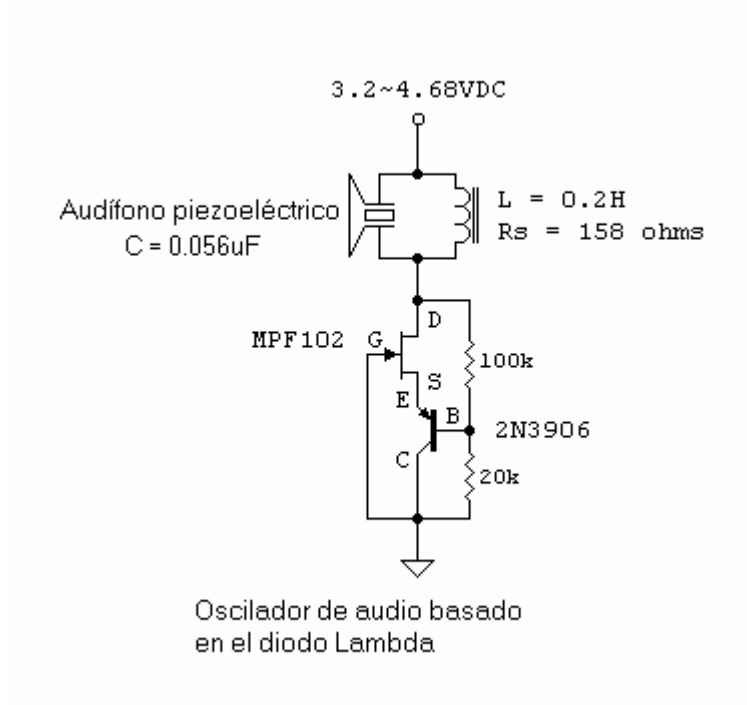 3.2~4.68VDC
Audífono piezoeléctrico
C = 0.056uF
L = 0.2H
Rs = 158 ohms
MPF102
G
D
S
100k
E
B
2N3906
C
20k
Oscilador de audio basado
en el diodo Lambda